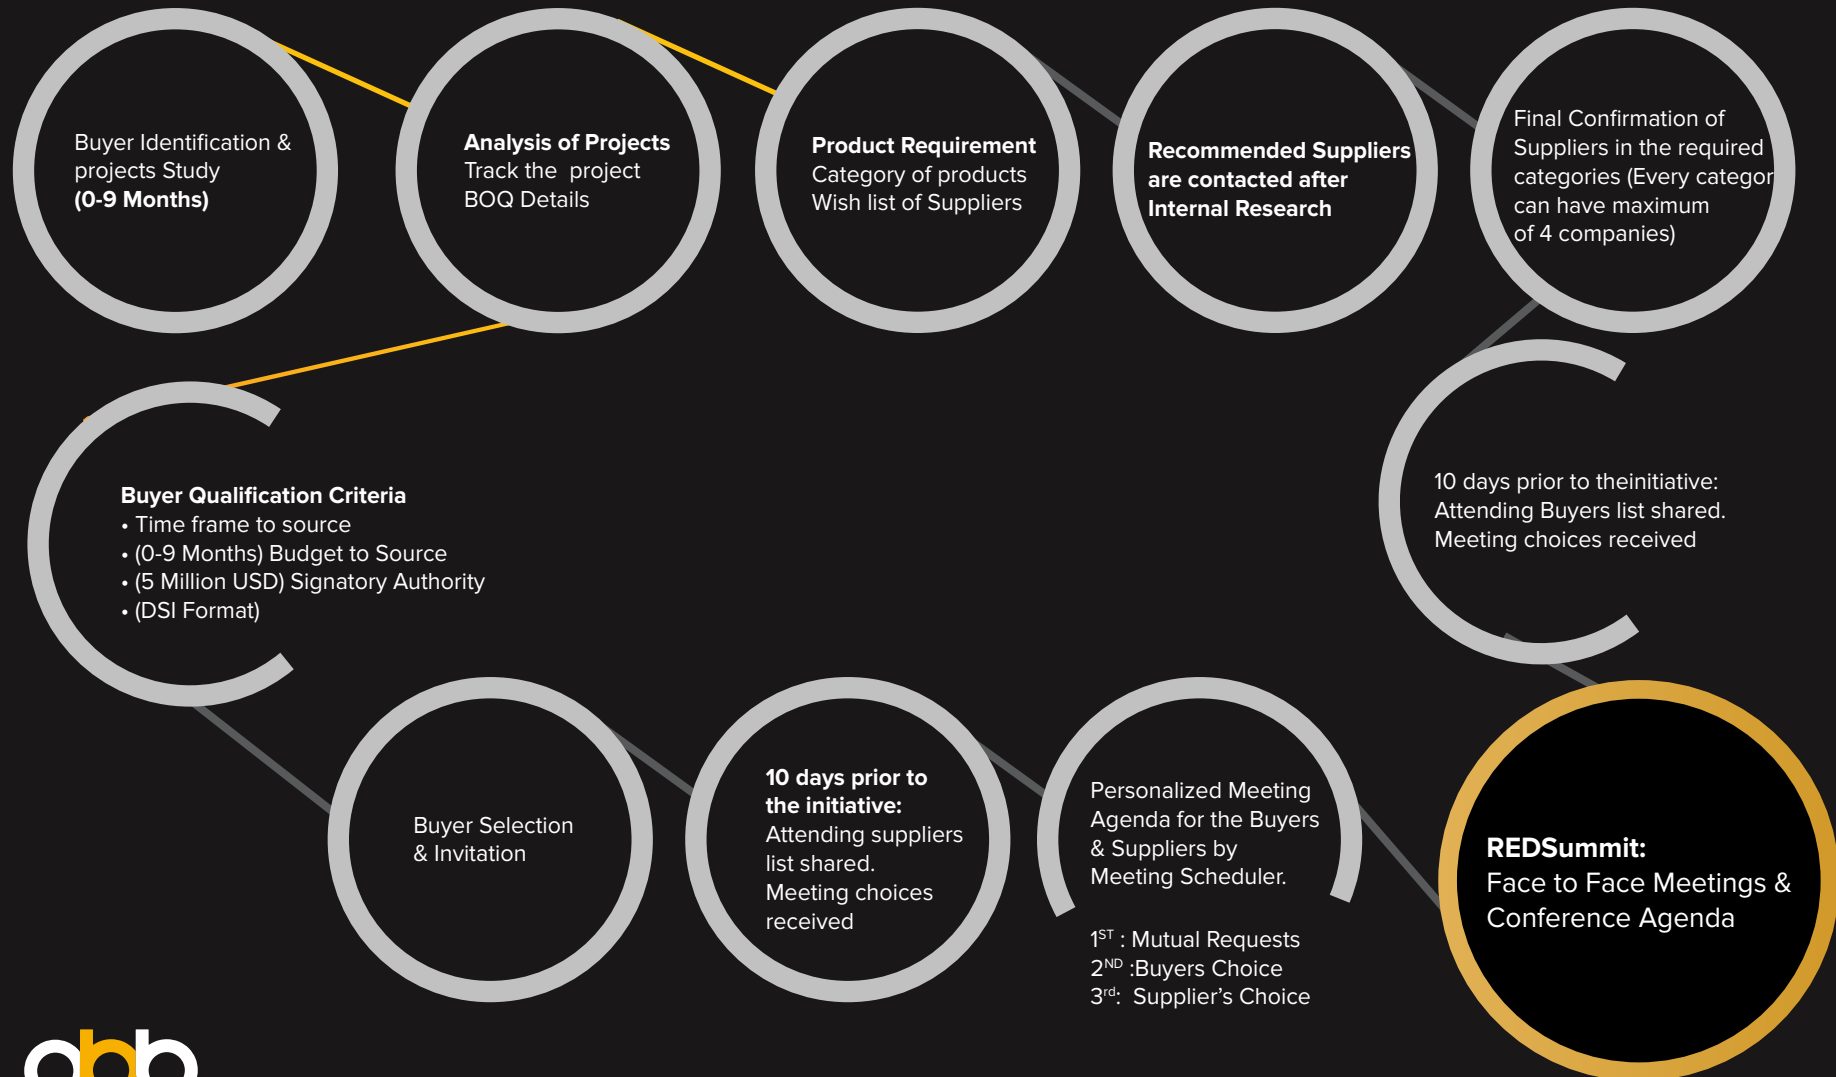 Buyer Identification &
projects Study
(0-9 Months)
Analysis of Projects
Track the  project
BOQ Details
Product Requirement
Category of products
Wish list of Suppliers
Recommended Suppliers
are contacted after
Internal Research
Final Confirmation of
Suppliers in the required
categories (Every categor
can have maximum
of 4 companies)
Buyer Qualification Criteria
• Time frame to source
• (0-9 Months) Budget to Source
• (5 Million USD) Signatory Authority
• (DSI Format)
10 days prior to theinitiative:
Attending Buyers list shared.
Meeting choices received
Buyer Selection
& Invitation
10 days prior to
the initiative:
Attending suppliers
list shared.
Meeting choices
received
Personalized Meeting
Agenda for the Buyers
& Suppliers by
Meeting Scheduler.
1ST : Mutual Requests
2ND :Buyers Choice
3rd:  Supplier’s Choice
REDSummit:
Face to Face Meetings &
Conference Agenda